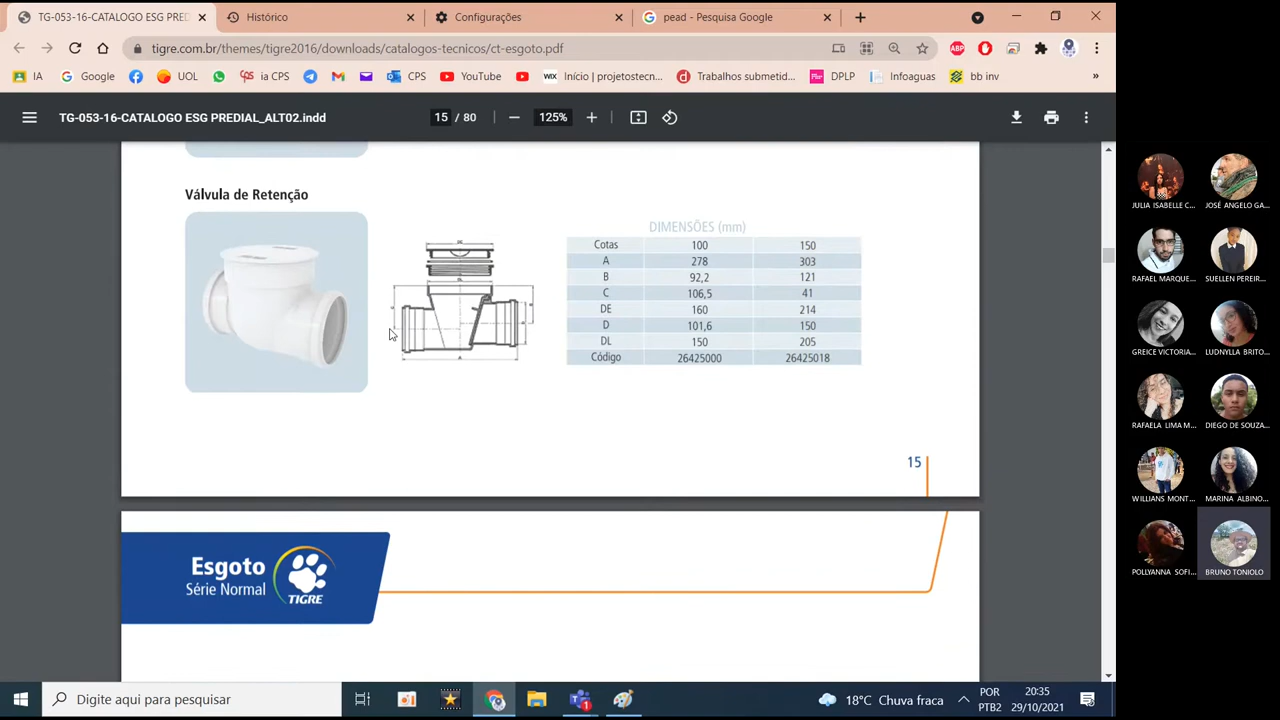 TG-053-16-CATALOGO ESG PRED
Histórico
Configurações
pead - Pesquisa Google
tigre.com.br/themes/tigre2016/downloads/catalogos-tecnicos/ct-esgoto.pdf
ABP
IA
Google
UOL
ia CPS
CPS
YouTube
WiX Início | projetostecn...
Trabalhos submetid...
DPLP
Infoaguas
bb inv
»
TG-053-16-CATALOGO ESG PREDIAL_ALT02.indd
15 / 80
125%
Válvula de Retenção
DIMENSÕES (mm)
Cotas 100 150
A 278 303
B 92,2 121
C 106,5 41
DE 160 214
D 101,6 150
DL 150 205
Código 26425000 26425018
15
Esgoto
Série Normal
TIGRE
JULIA ISABELLE C...
JOSÉ ANGELO GA...
RAFAEL MARQUE...
SUELLEN PEREIR...
GREICE VICTORIA...
LUDNYLLA BRITO...
RAFAELA LIMA M...
DIEGO DE SOUZA...
WILLIANS MONT...
MARINA ALBINO...
POLLYANNA SOFI...
BRUNO TONIOLO
Digite aqui para pesquisar
18°C Chuva fraca
POR
PTB2
20:35
29/10/2021